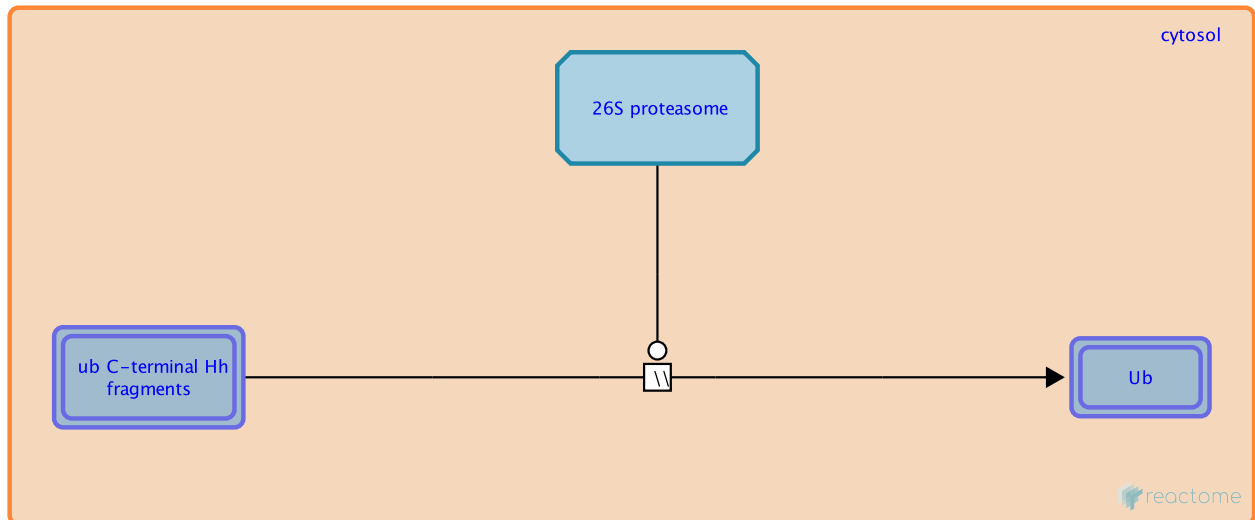 cytosol
26S proteasome
ub C-terminal Hh
fragments
\\
Ub
reactome